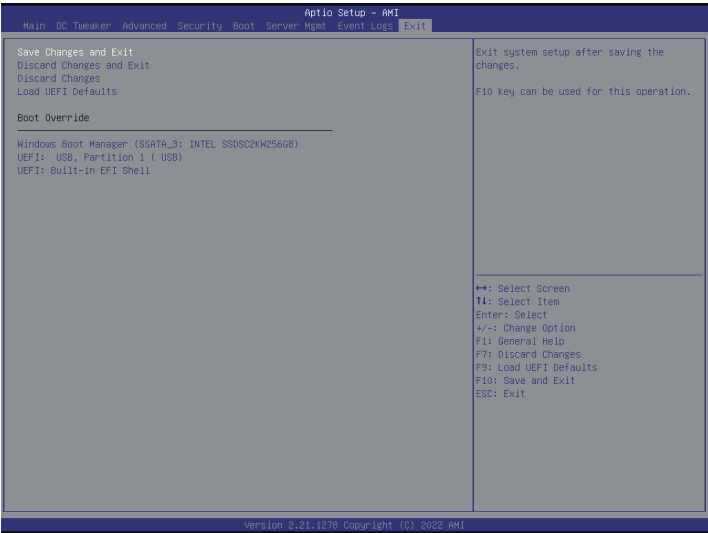 Aptio Setup - AMI
Main OC Tweaker Advanced Security Boot Server Mgmt Event Logs Exit
Save Changes and Exit
Discard Changes and Exit
Discard Changes
Load UEFI Defaults
Boot Override
Windows Boot Manager (SSATA_3: INTEL SSDSC2KW256G8)
UEFI: USB, Partition 1 ( USB)
UEFI: Built-in EFI Shell
Exit system setup after saving the
changes.
F10 key can be used for this operation.
↔: Select Screen
↑↓: Select Item
Enter: Select
+/-: Change Option
F1: General Help
F7: Discard Changes
F9: Load UEFI Defaults
F10: Save and Exit
ESC: Exit
Version 2.21.1278 Copyright (C) 2022 AMI